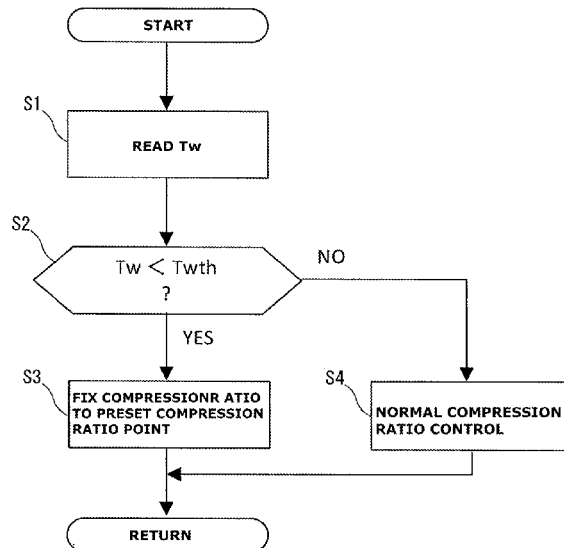 START
S1
READ Tw
S2
Tw < Twth
?
NO
YES
S3
FIX COMPRESSIONR ATIO
TO PRESET COMPRESSION
RATIO POINT
S4
NORMAL COMPRESSION
RATIO CONTROL
RETURN